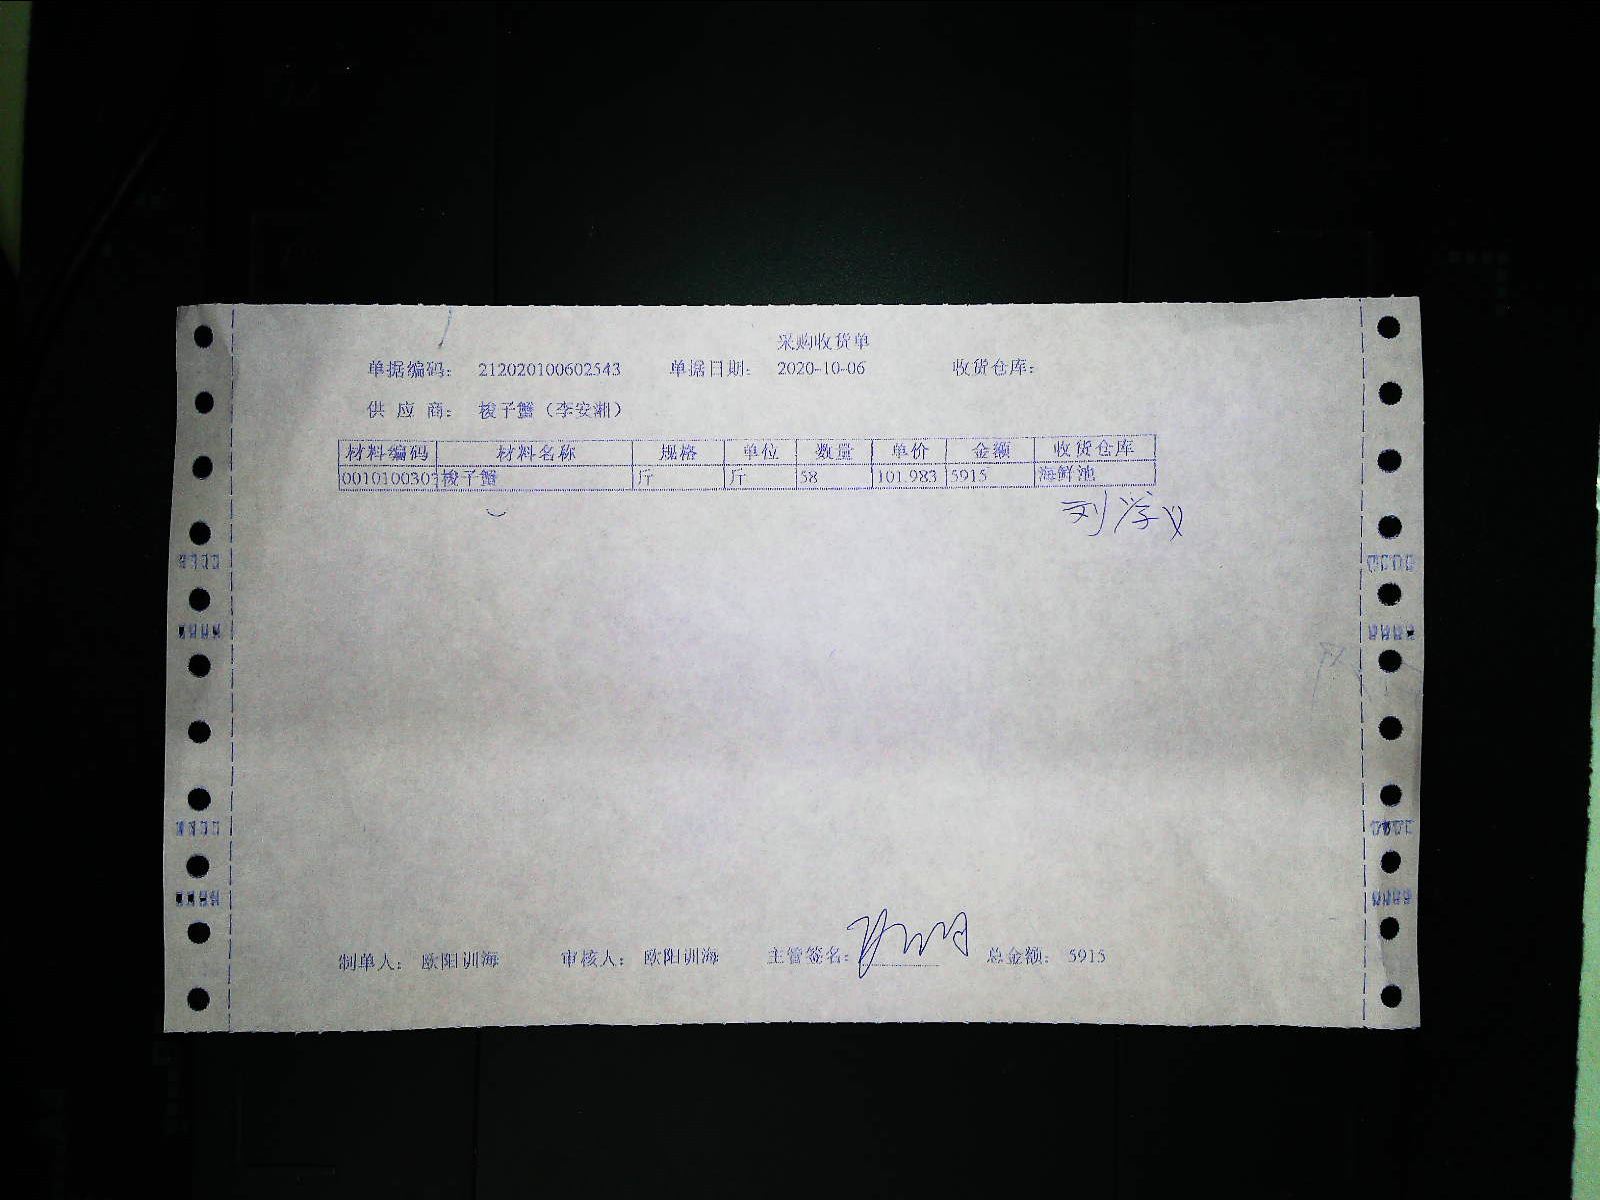 采购收货单
单据编码: 212020100602543 单据日期: 2020-10-06 收货仓库:
供 应 商: 梭子蟹（李安湘）
材料编码 材料名称 规格 单位 数量 单价 金额 收货仓库
001010030 梭子蟹 斤 斤 58 101.983 5915 海鲜池
刘学义
制单人: 欧阳训海 审核人: 欧阳训海 主管签名: 总金额: 5915